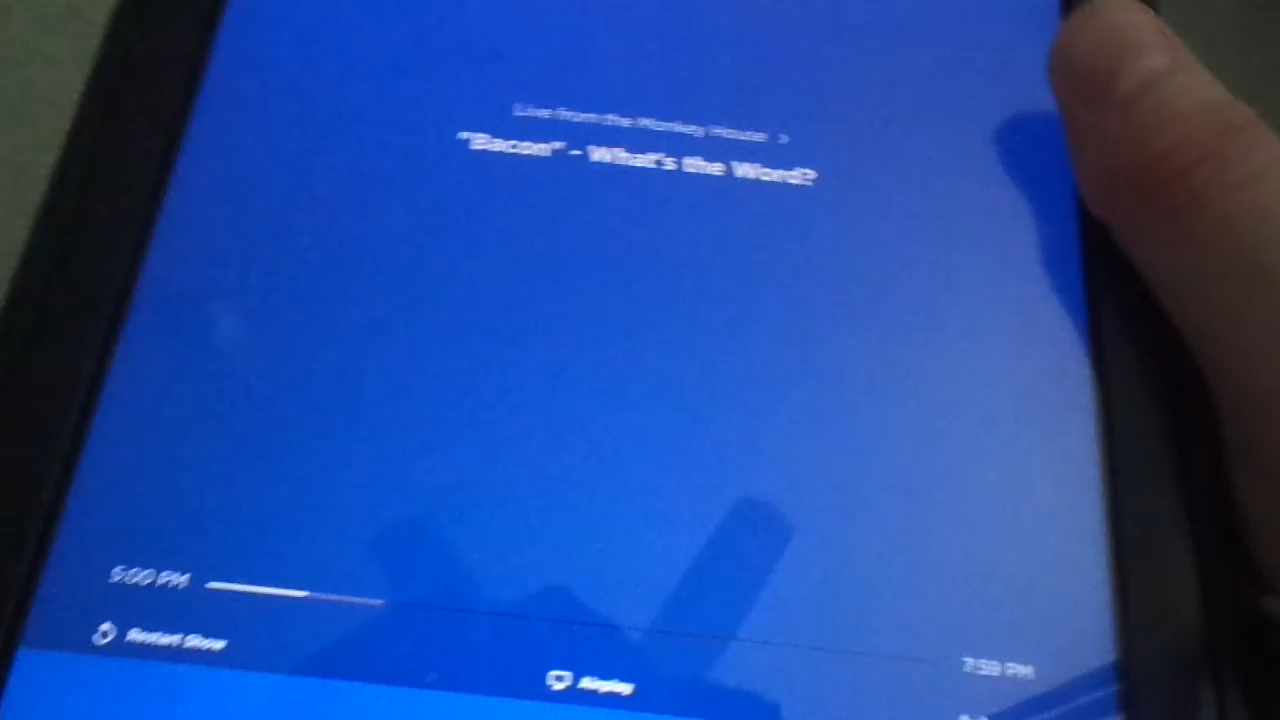 Live from the Monkey House >
"Bacon" - What's the Word?
5:00 PM
7:59 PM
Restart Show
Airplay